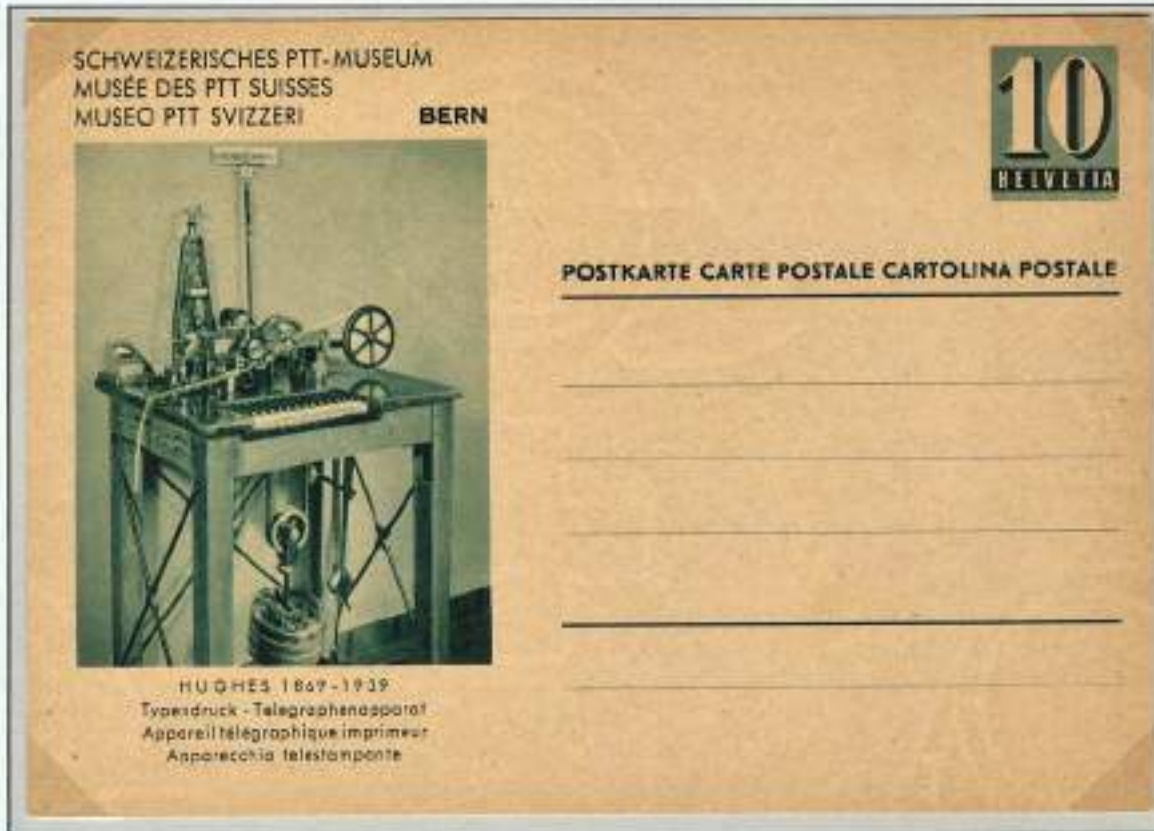 SCHWEIZERISCHES PTT-MUSEUM
MUSÉE DES PTT SUISSES
MUSEO PTT SVIZZERI BERN
10
HELVETIA
POSTKARTE CARTE POSTALE CARTOLINA POSTALE
HUGHES 1869-1939
Typendruck - Telegraphenapparat
Appareil télégraphique imprimeur
Apparecchio telestampante